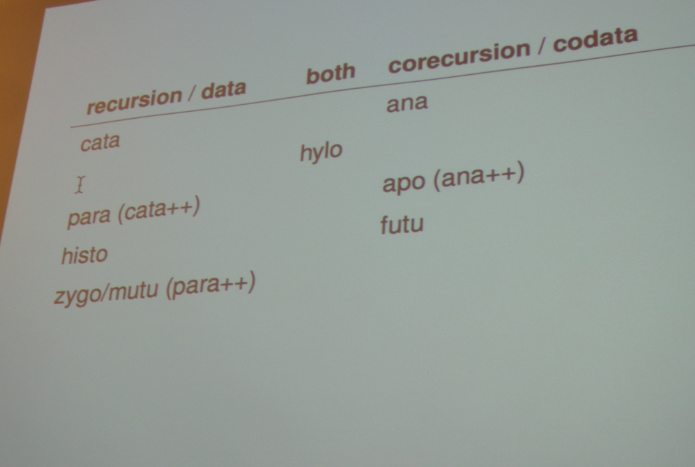 recursion / data both corecursion / codata
cata ana
hylo
para (cata++) apo (ana++)
histo futu
zygo/mutu (para++)